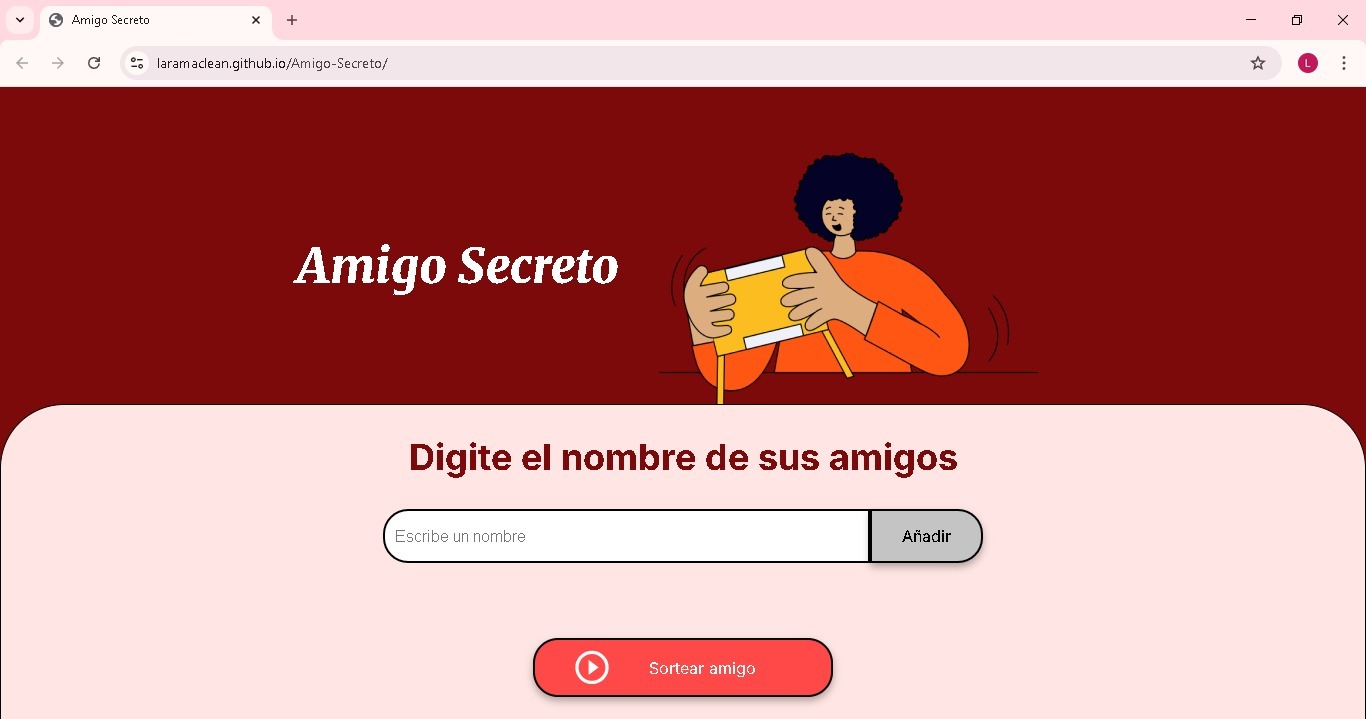 Amigo Secreto
laramaclean.github.io/Amigo-Secreto/
L
Amigo Secreto
Digite el nombre de sus amigos
Escribe un nombre
Añadir
Sortear amigo